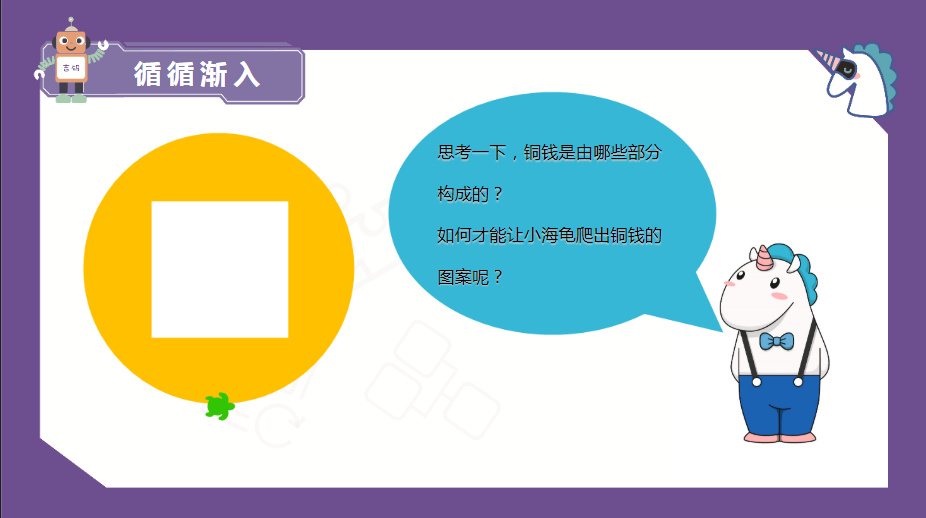 循循渐入
思考一下，铜钱是由哪些部分
构成的？
如何才能让小海龟爬出铜钱的
图案呢？